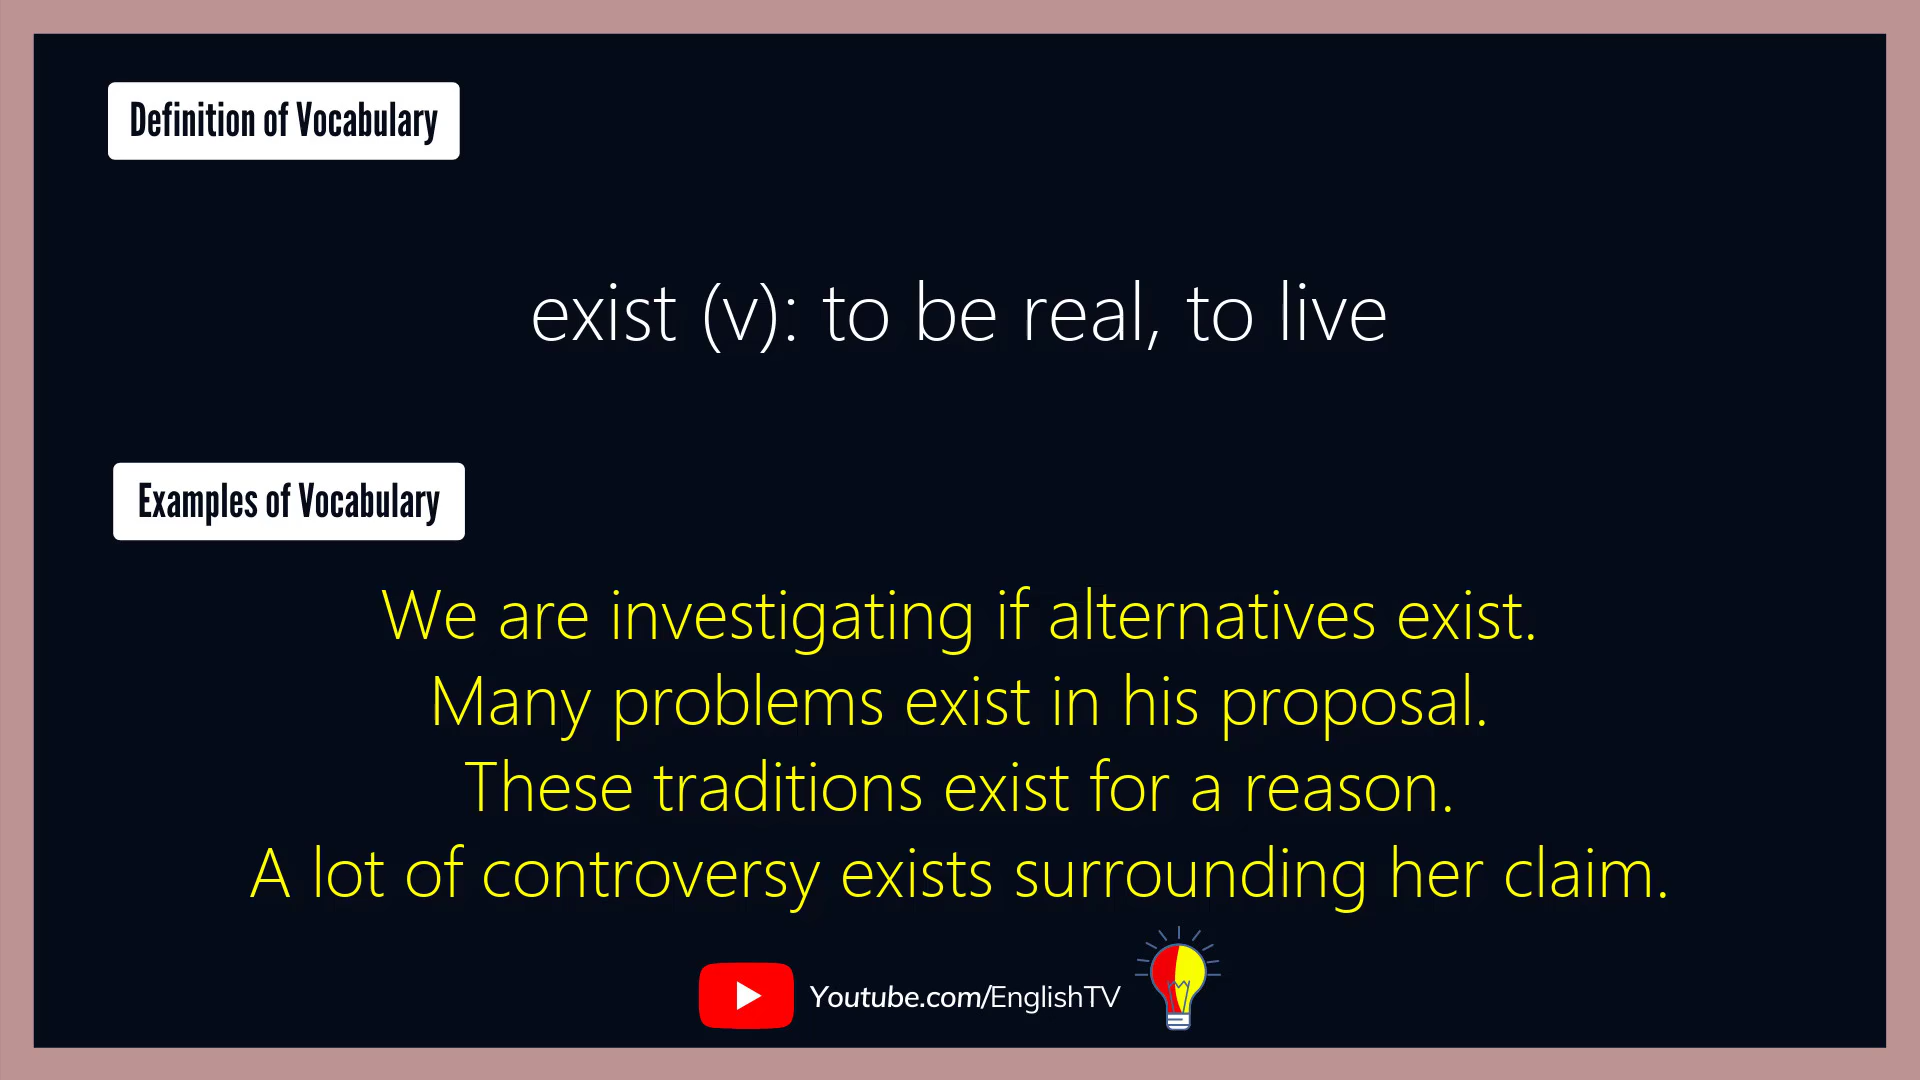 Definition of Vocabulary
exist (v): to be real, to live
Examples of Vocabulary
We are investigating if alternatives exist.
Many problems exist in his proposal.
These traditions exist for a reason.
A lot of controversy exists surrounding her claim.
Youtube.com/EnglishTV